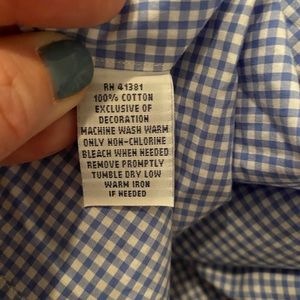 RN 41381
100% COTTON
EXCLUSIVE OF
DECORATION
MACHINE WASH WARM
ONLY NON-CHLORINE
BLEACH WHEN NEEDED
REMOVE PROMPTLY
TUMBLE DRY LOW
WARM IRON
IF NEEDED